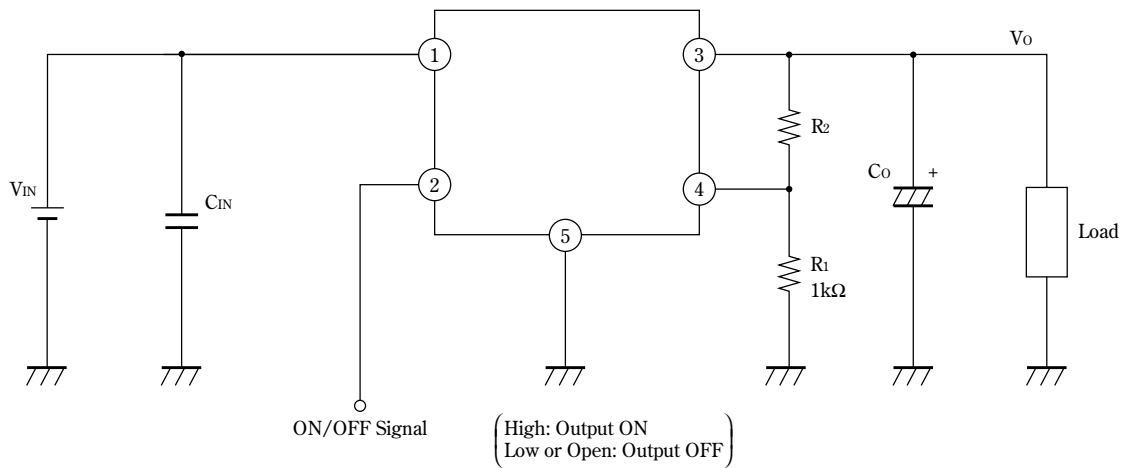 1
3
Vo
R2
2
4
Co
+
VIN
CIN
5
Load
R1
1kΩ
ON/OFF Signal
High: Output ON
Low or Open: Output OFF